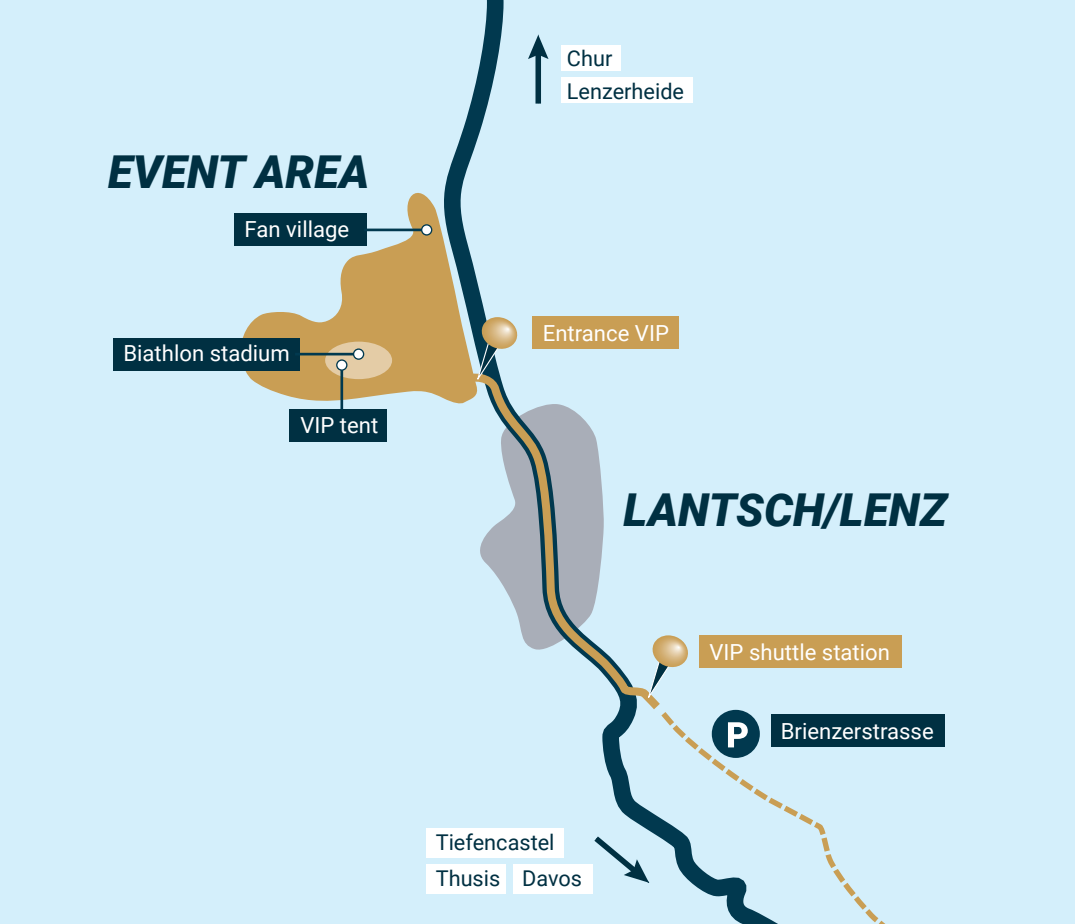 Chur
Lenzerheide
EVENT AREA
Fan village
Entrance VIP
Biathlon stadium
VIP tent
LANTSCH/LENZ
VIP shuttle station
P
Brienzerstrasse
Tiefencastel
Thusis Davos